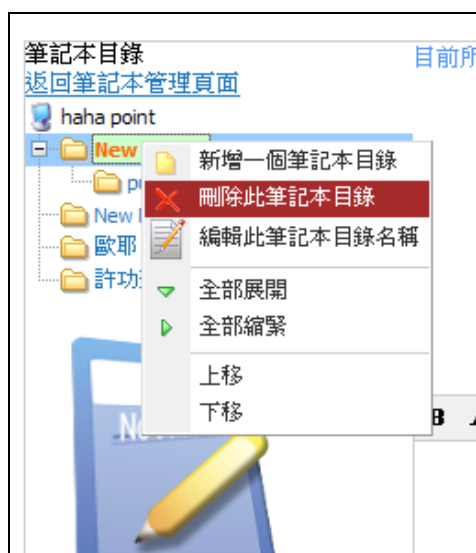 筆記本目錄
目前所
返回筆記本管理頁面
haha point
New
新增一個筆記本目錄
刪除此筆記本目錄
New
編輯此筆記本目錄名稱
歐耶
許功
全部展開
全部縮緊
上移
下移
B